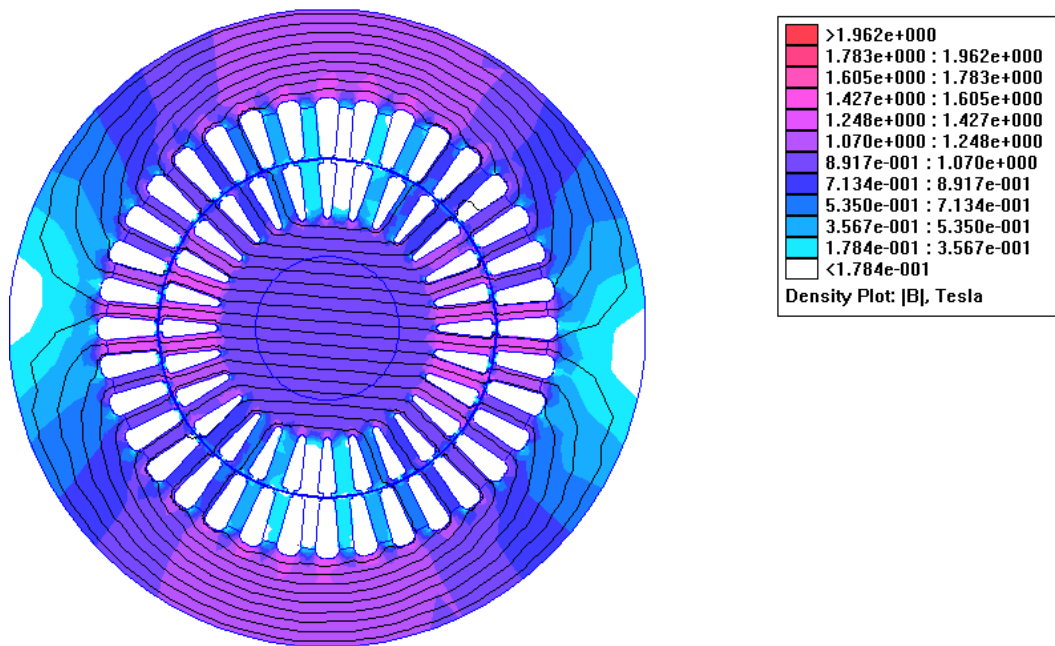 >1.962e+000
1.783e+000 : 1.962e+000
1.605e+000 : 1.783e+000
1.427e+000 : 1.605e+000
1.248e+000 : 1.427e+000
1.070e+000 : 1.248e+000
8.917e-001 : 1.070e+000
7.134e-001 : 8.917e-001
5.350e-001 : 7.134e-001
3.567e-001 : 5.350e-001
1.784e-001 : 3.567e-001
<1.784e-001
Density Plot: |B|, Tesla